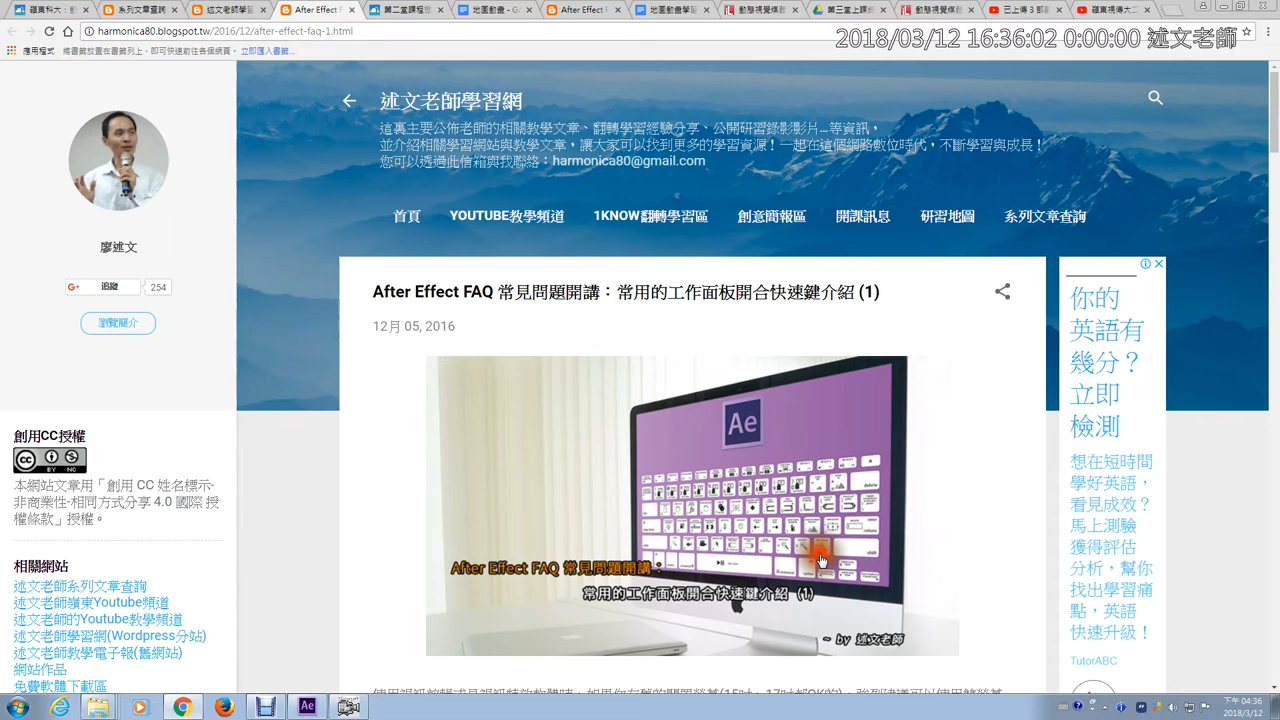 harmonica80.blogspot.tw/2016/12/after-effect-faq-1.html
2018/03/12 16:36:02 0:00:00 述文老師
應用程式
立即匯入書籤...
述文老師學習網
這裏主要公佈老師的相關教學文章、翻轉學習經驗分享、公開研習錄影影片...等資訊，
並介紹相關學習網站與教學文章，讓大家可以找到更多的學習資源！一起在這個網路數位時代，不斷學習與成長！
您可以透過此信箱與我聯絡：harmonica80@gmail.com
首頁 YOUTUBE教學頻道 1KNOW翻轉學習區 創意簡報區 開課訊息 研習地圖 系列文章查詢
廖述文
G+ 追蹤 254
瀏覽簡介
創用CC授權
CC BY NC
本網站文章用「創用 CC 姓名標示-
非商業性-相同方式分享 4.0 國際 授
權條款」授權。
相關網站
述文老師系列文章查詢
述文老師嶺東Youtube頻道
述文老師的Youtube教學頻道
述文老師學習網(Wordpress分站)
述文老師教學電子報(舊網站)
網站作品
免費軟體下載區
After Effect FAQ 常見問題開講：常用的工作面板開合快速鍵介紹 (1)
12月 05, 2016
Ae
After Effect FAQ 常見問題開講：
常用的工作面板開合快速鍵介紹 (1)
~ by 述文老師
你的
英語有
幾分？
立即
檢測
想在短時間
學好英語，
看見成效？
馬上測驗
獲得評估
分析，幫你
找出學習痛
點，英語
快速升級！
TutorABC
Ae
下午 04:36
2018/3/12